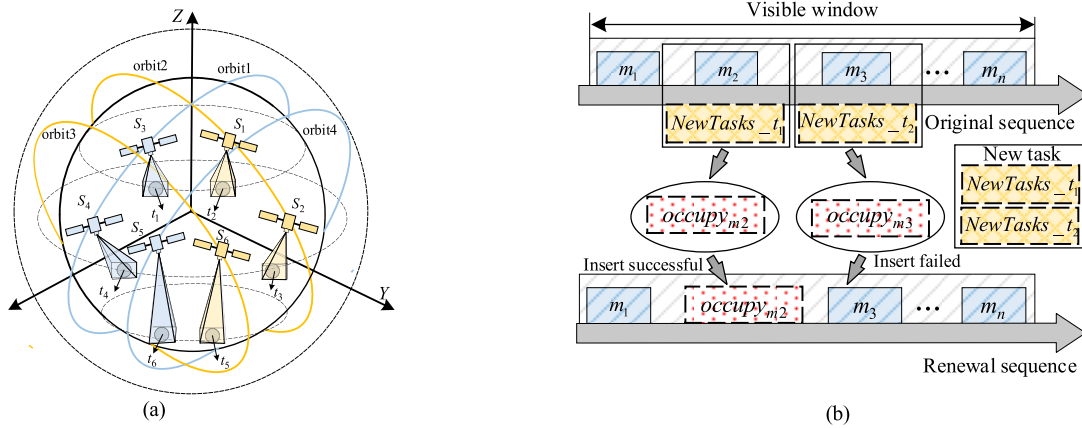 Z
orbit2
orbit1
orbit3
orbit4
S3
S1
t1
t2
S4
S2
S5
S6
t4
t3
Y
t6
t5
(a)
Visible window
m1
m2
m3
...
mn
NewTasks_t1
NewTasks_t2
Original sequence
New task
NewTasks_t1
NewTasks_t2
occupym2
occupym3
Insert successful
Insert failed
m1
occupym2
m3
...
mn
Renewal sequence
(b)